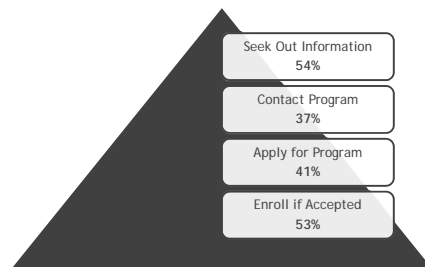 Seek Out Information
54%
Contact Program
37%
Apply for Program
41%
Enroll if Accepted
53%